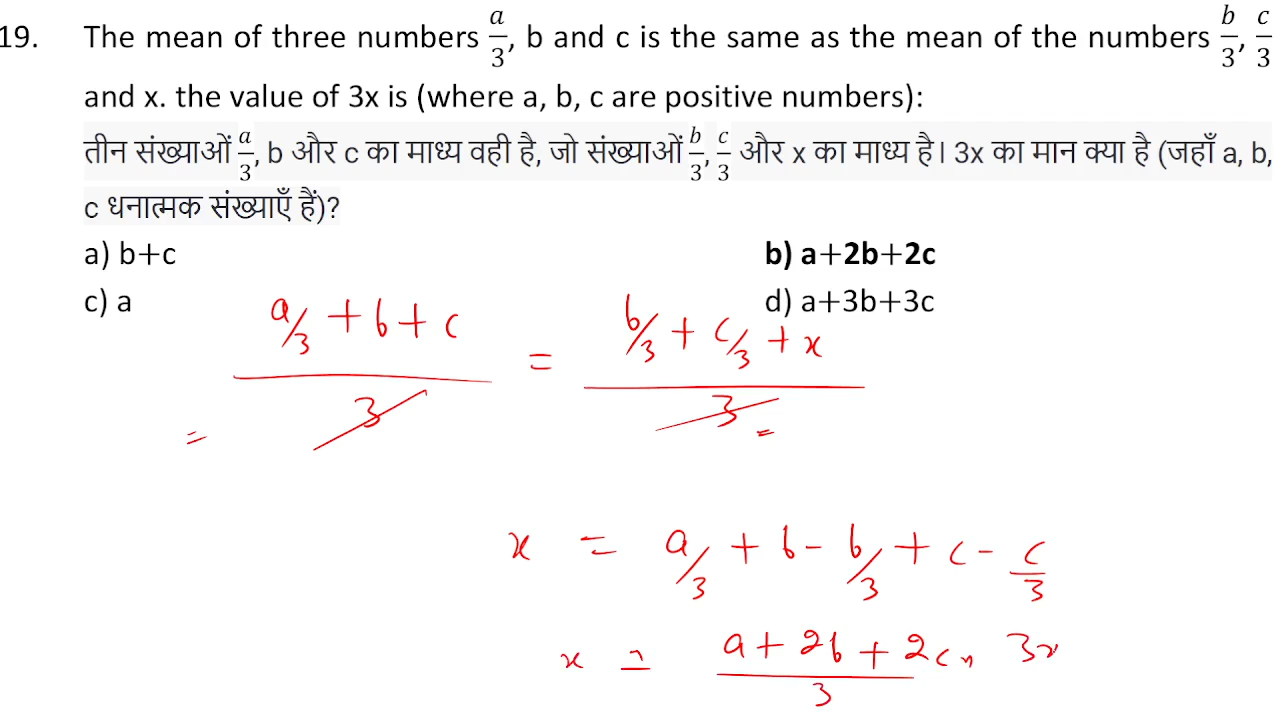 19. The mean of three numbers a/3, b and c is the same as the mean of the numbers b/3, c/3
and x. the value of 3x is (where a, b, c are positive numbers):
तीन संख्याओं a/3, b और c का माध्य वही है, जो संख्याओं b/3, c/3 और x का माध्य है। 3x का मान क्या है (जहाँ a, b,
c धनात्मक संख्याएँ हैं)?
a) b+c b) a+2b+2c
c) a d) a+3b+3c
a/3 + b + c = b/3 + c/3 + x
3 3
= =
x = a/3 + b - b/3 + c - c/3
x = a + 2b + 2c 3x
3